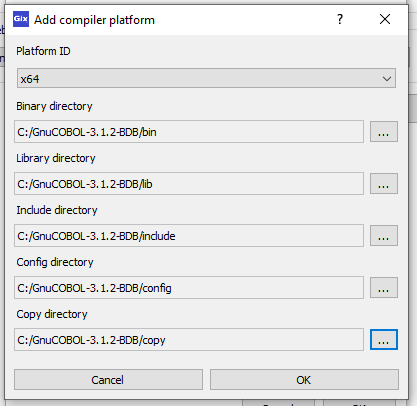 Gix Add compiler platform ?
Platform ID
x64
Binary directory
C:/GnuCOBOL-3.1.2-BDB/bin ...
Library directory
C:/GnuCOBOL-3.1.2-BDB/lib ...
Include directory
C:/GnuCOBOL-3.1.2-BDB/include ...
Config directory
C:/GnuCOBOL-3.1.2-BDB/config ...
Copy directory
C:/GnuCOBOL-3.1.2-BDB/copy ...
Cancel OK